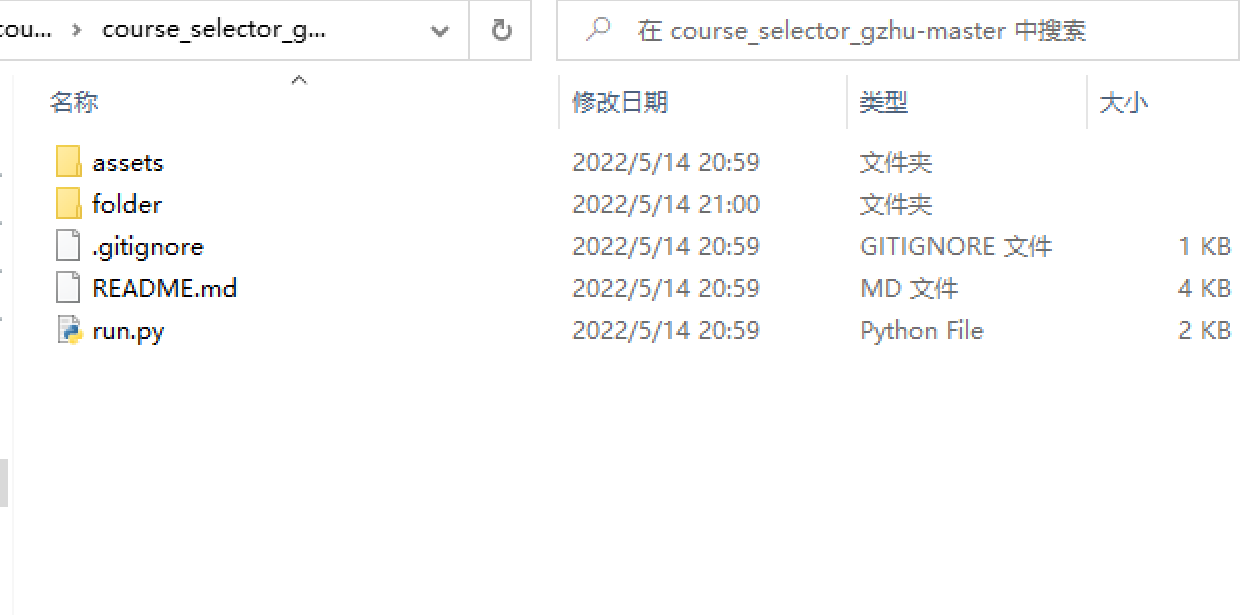 cou... › course_selector_g...
在 course_selector_gzhu-master 中搜索
名称 修改日期 类型 大小
assets 2022/5/14 20:59 文件夹
folder 2022/5/14 21:00 文件夹
.gitignore 2022/5/14 20:59 GITIGNORE 文件 1 KB
README.md 2022/5/14 20:59 MD 文件 4 KB
run.py 2022/5/14 20:59 Python File 2 KB